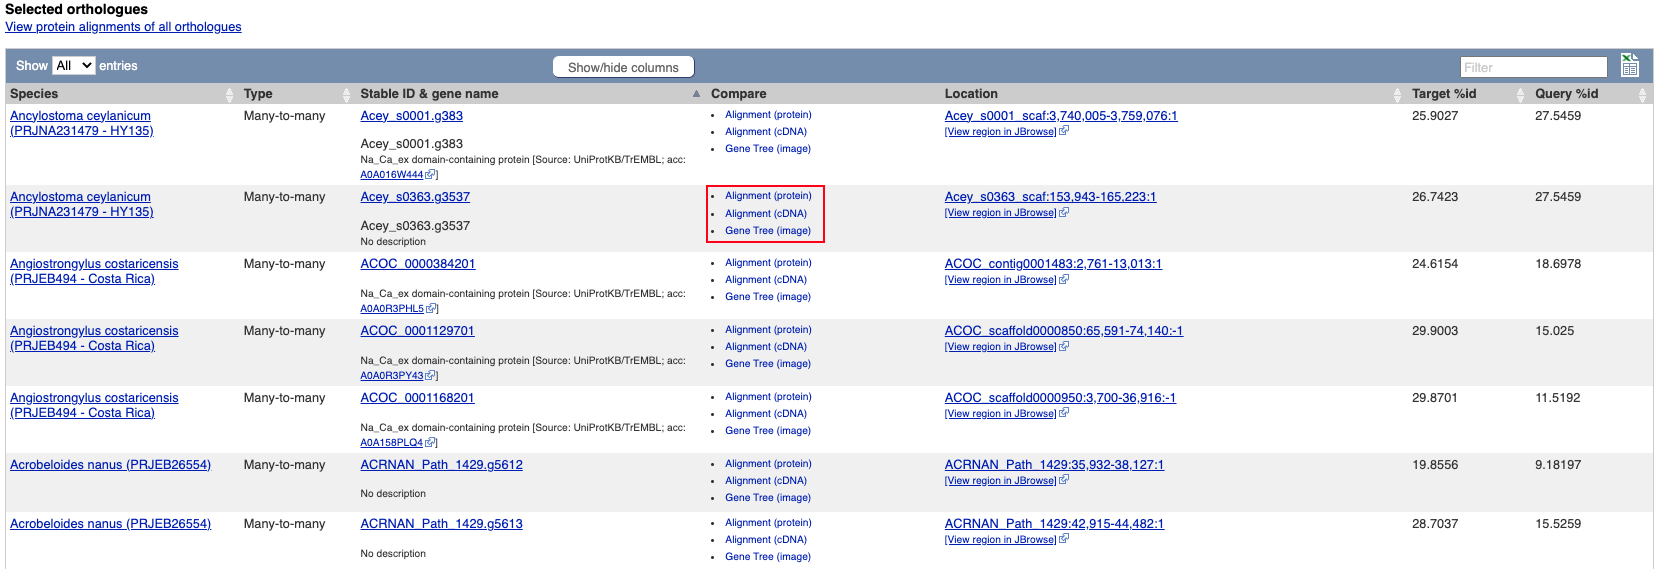 Selected orthologues
View protein alignments of all orthologues
Show All entries Show/hide columns Filter
Species Type Stable ID & gene name Compare Location Target %id Query %id
Ancylostoma ceylanicum Many-to-many Acey_s0001.g383 Alignment (protein) Acey_s0001_scaf:3,740,005-3,759,076:1 25.9027 27.5459
(PRJNA231479 - HY135) Alignment (cDNA) [View region in JBrowse]
Acey_s0001.g383 Gene Tree (image)
Na_Ca_ex domain-containing protein [Source: UniProtKB/TrEMBL; acc:
A0A016W444]
Ancylostoma ceylanicum Many-to-many Acey_s0363.g3537 Alignment (protein) Acey_s0363_scaf:153,943-165,223:1 26.7423 27.5459
(PRJNA231479 - HY135) Alignment (cDNA) [View region in JBrowse]
Acey_s0363.g3537 Gene Tree (image)
No description
Angiostrongylus costaricensis Many-to-many ACOC_0000384201 Alignment (protein) ACOC_contig0001483:2,761-13,013:1 24.6154 18.6978
(PRJEB494 - Costa Rica) Alignment (cDNA) [View region in JBrowse]
Na_Ca_ex domain-containing protein [Source: UniProtKB/TrEMBL; acc: Gene Tree (image)
A0A0R3PHL5]
Angiostrongylus costaricensis Many-to-many ACOC_0001129701 Alignment (protein) ACOC_scaffold0000850:65,591-74,140:-1 29.9003 15.025
(PRJEB494 - Costa Rica) Alignment (cDNA) [View region in JBrowse]
Na_Ca_ex domain-containing protein [Source: UniProtKB/TrEMBL; acc: Gene Tree (image)
A0A0R3PY43]
Angiostrongylus costaricensis Many-to-many ACOC_0001168201 Alignment (protein) ACOC_scaffold0000950:3,700-36,916:-1 29.8701 11.5192
(PRJEB494 - Costa Rica) Alignment (cDNA) [View region in JBrowse]
Na_Ca_ex domain-containing protein [Source: UniProtKB/TrEMBL; acc: Gene Tree (image)
A0A158PLQ4]
Acrobeloides nanus (PRJEB26554) Many-to-many ACRNAN_Path_1429.g5612 Alignment (protein) ACRNAN_Path_1429:35,932-38,127:1 19.8556 9.18197
Alignment (cDNA) [View region in JBrowse]
No description Gene Tree (image)
Acrobeloides nanus (PRJEB26554) Many-to-many ACRNAN_Path_1429.g5613 Alignment (protein) ACRNAN_Path_1429:42,915-44,482:1 28.7037 15.5259
Alignment (cDNA) [View region in JBrowse]
No description Gene Tree (image)